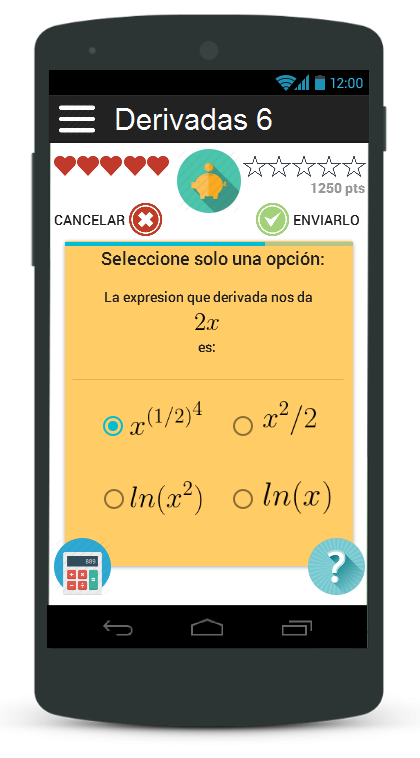 12:00
Derivadas 6
1250 pts
CANCELAR ENVIARLO
Seleccione solo una opción:
La expresion que derivada nos da
2x
es:
x^{(1/2)^4} x^2/2
ln(x^2) ln(x)
889
?